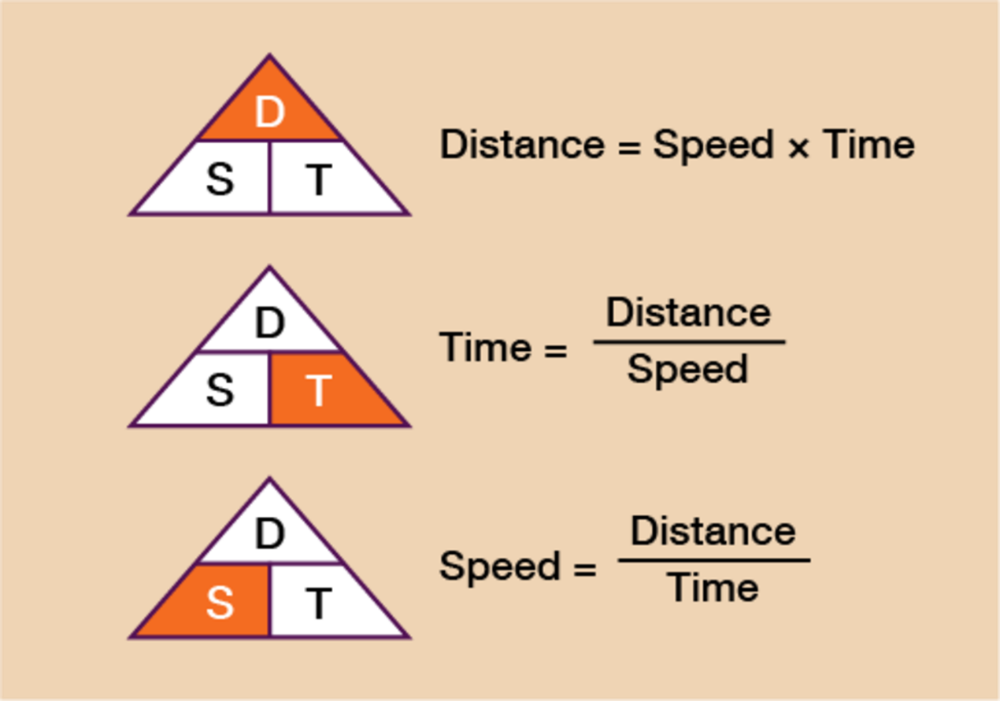 D
S T
Distance = Speed × Time
D
S T
Time = Distance
Speed
D
S T
Speed = Distance
Time